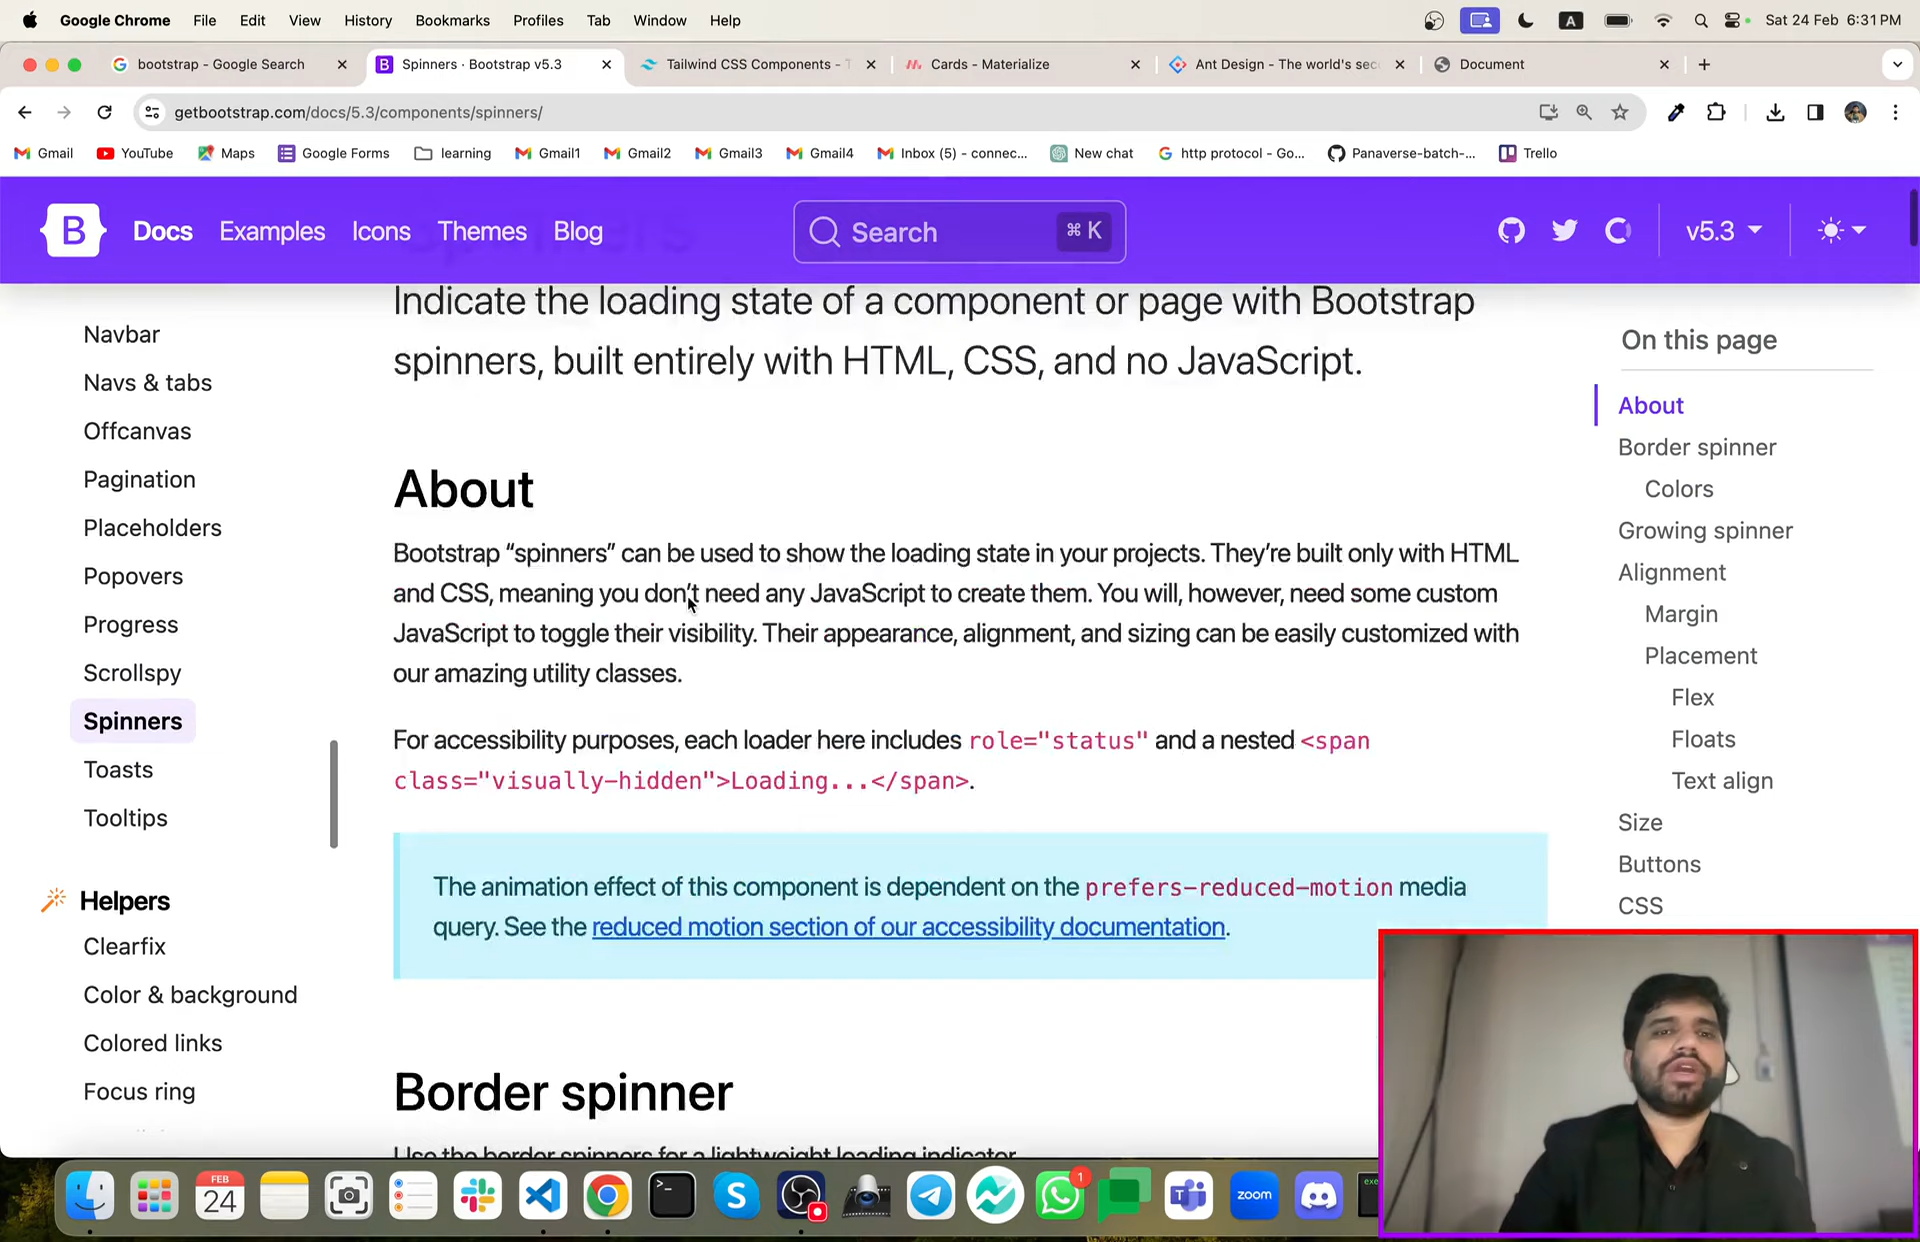 Google Chrome File Edit View History Bookmarks Profiles Tab Window Help
A
Sat 24 Feb 6:31 PM
bootstrap - Google Search
Spinners · Bootstrap v5.3
Tailwind CSS Components -
Cards - Materialize
Ant Design - The world's sec
Document
getbootstrap.com/docs/5.3/components/spinners/
Gmail YouTube Maps Google Forms learning Gmail1 Gmail2 Gmail3 Gmail4 Inbox (5) - connec... New chat http protocol - Go... Panaverse-batch-... Trello
B
Docs Examples Icons Themes Blog
Search
⌘ K
v5.3
Navbar
Navs & tabs
Offcanvas
Pagination
Placeholders
Popovers
Progress
Scrollspy
Spinners
Toasts
Tooltips
Helpers
Clearfix
Color & background
Colored links
Focus ring
Indicate the loading state of a component or page with Bootstrap
spinners, built entirely with HTML, CSS, and no JavaScript.
About
Bootstrap “spinners” can be used to show the loading state in your projects. They’re built only with HTML
and CSS, meaning you don’t need any JavaScript to create them. You will, however, need some custom
JavaScript to toggle their visibility. Their appearance, alignment, and sizing can be easily customized with
our amazing utility classes.
For accessibility purposes, each loader here includes role="status" and a nested <span
class="visually-hidden">Loading...</span>.
The animation effect of this component is dependent on the prefers-reduced-motion media
query. See the reduced motion section of our accessibility documentation.
Border spinner
Use the border spinners for a lightweight loading indicator.
On this page
About
Border spinner
Colors
Growing spinner
Alignment
Margin
Placement
Flex
Floats
Text align
Size
Buttons
CSS
FEB
24
S
1
zoom
exe